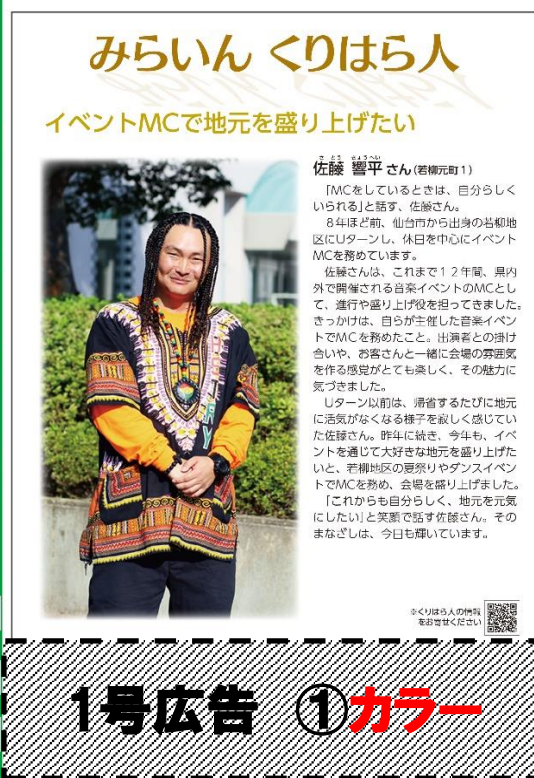 みらいん くりはら人
イベントMCで地元を盛り上げたい
さとう きょうへい
佐藤 響平 さん(若柳元町1)
「MCをしているときは、自分らしく
いられる」と話す、佐藤さん。
8年ほど前、仙台市から出身の若柳地
区にUターンし、休日を中心にイベント
MCを務めています。
佐藤さんは、これまで12年間、県内
外で開催される音楽イベントのMCとし
て、進行や盛り上げ役を担ってきました。
きっかけは、自らが主催した音楽イベン
トでMCを務めたこと。出演者との掛け
合いや、お客さんと一緒に会場の雰囲気
を作る感覚がとても楽しく、その魅力に
気づきました。
Uターン以前は、帰省するたびに地元
に活気がなくなる様子を寂しく感じてい
た佐藤さん。昨年に続き、今年も、イベ
ントを通じて大好きな地元を盛り上げた
いと、若柳地区の夏祭りやダンスイベン
トでMCを務め、会場を盛り上げました。
「これからも自分らしく、地元を元気
にしたい」と笑顔で話す佐藤さん。その
まなざしは、今日も輝いています。
※くりはら人の情報
をお寄せください
1号広告 ①カラー